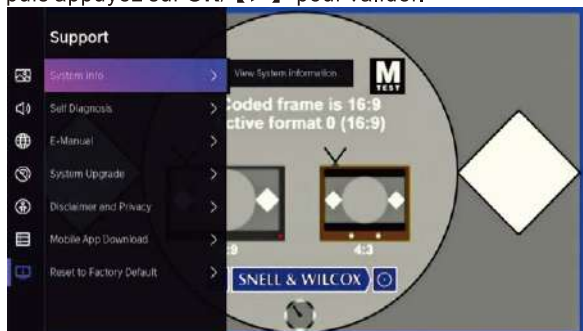 puis appuyez sur OK/
pour valider.
Support
System info
View System information
Self Diagnosis
E-Manual
System Upgrade
Disclaimer and Privacy
Mobile App Download
Reset to Factory Default
M
TEST
Coded frame is 16:9
ctive format 0 (16:9)
:9
4:3
SNELL & WILCOX